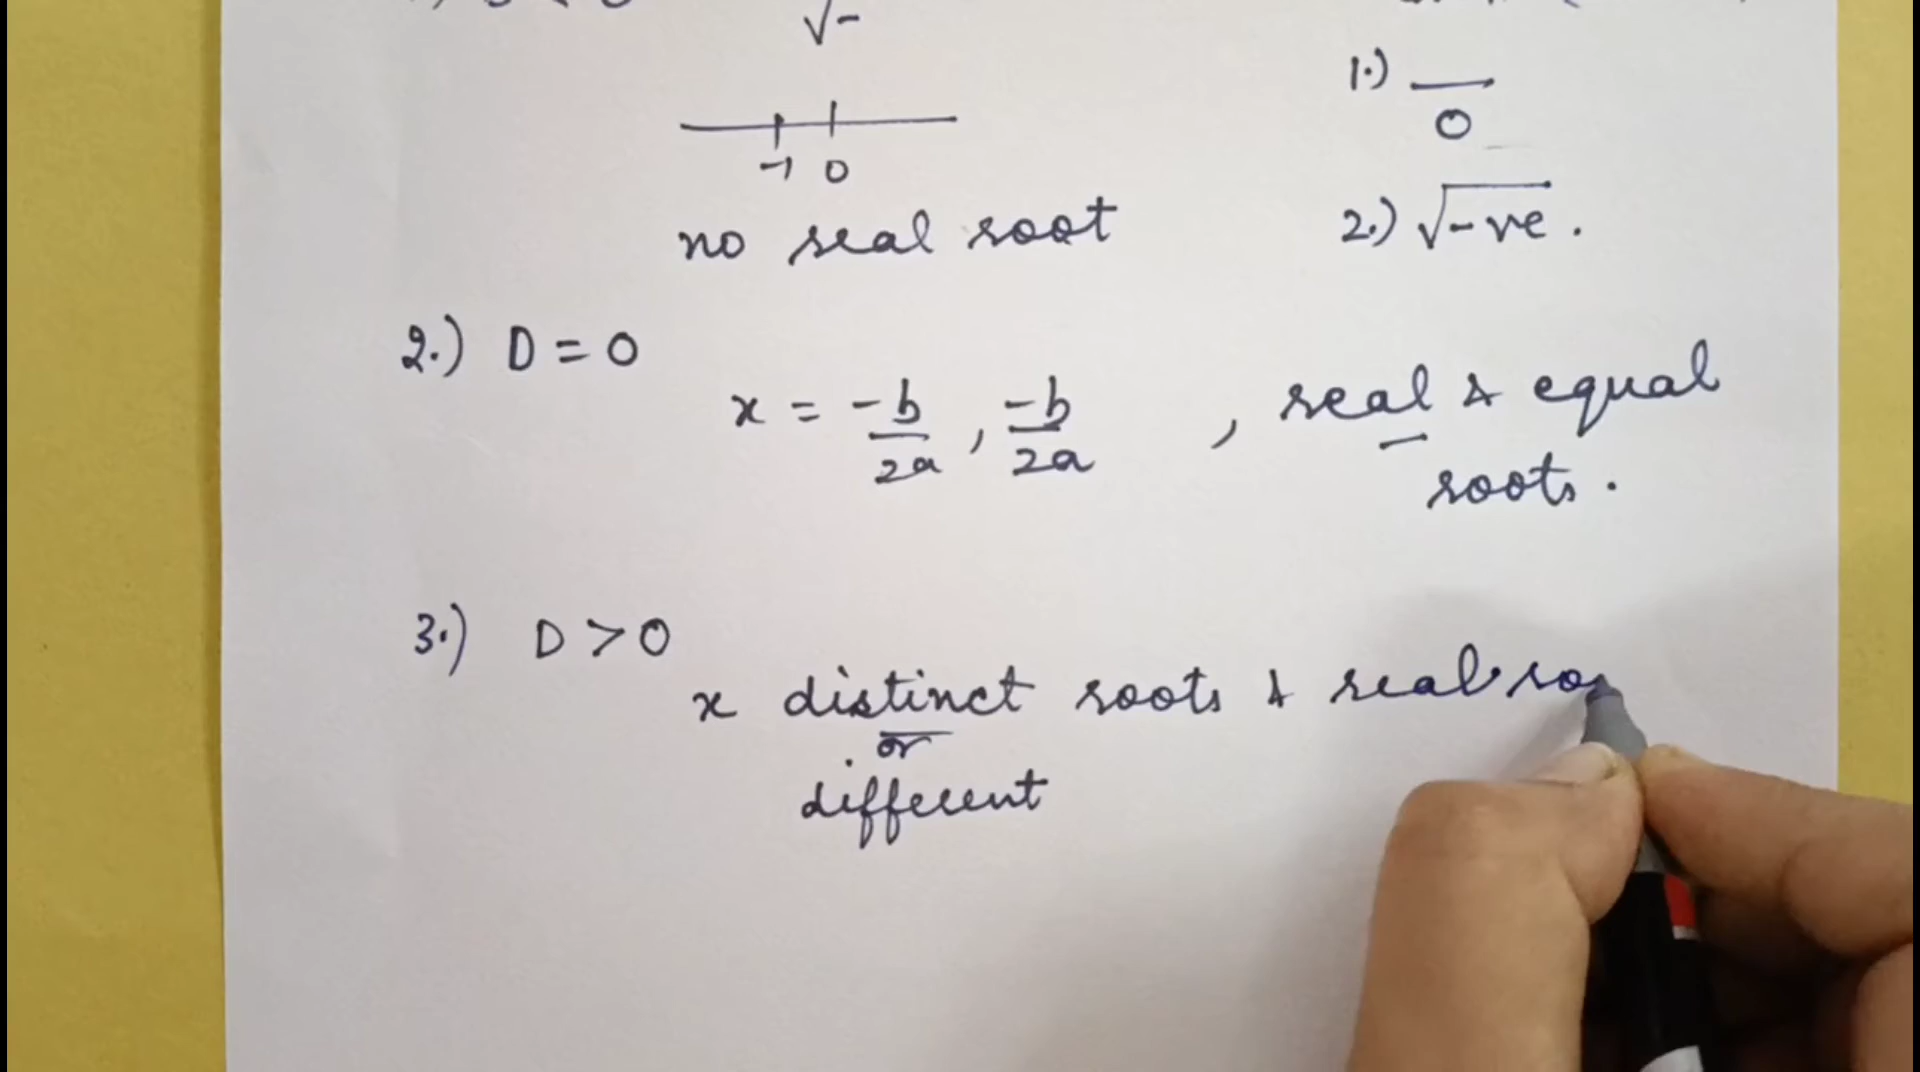 √-
1.) — / 0
-1 0
no real root
2.) √-ve .
2.) D = 0
x = -b/2a , -b/2a , real & equal
roots .
3.) D > 0
x distinct roots & real roo
or
different